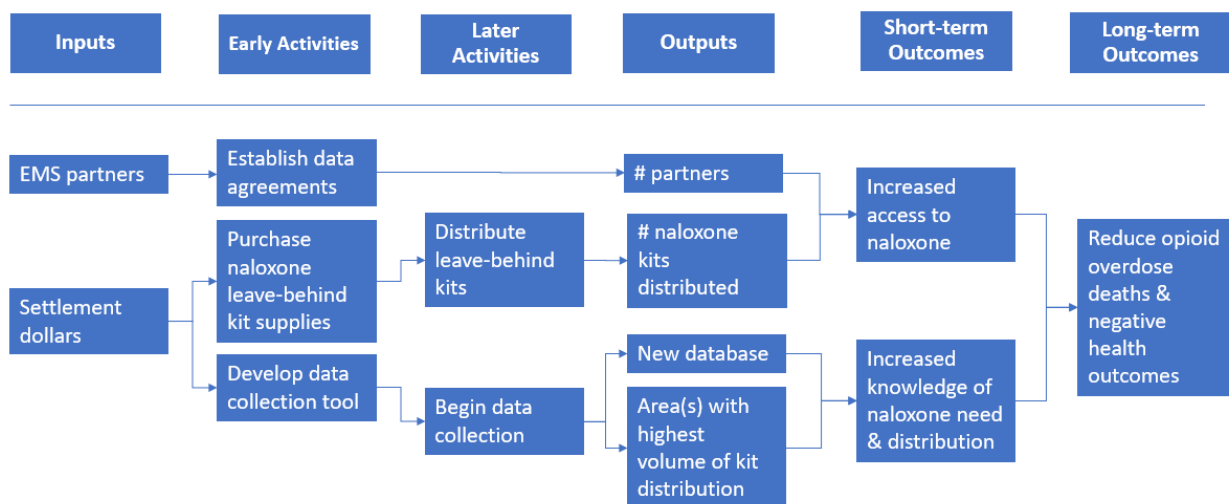 Inputs
Early Activities
Later
Activities
Outputs
Short-term
Outcomes
Long-term
Outcomes
EMS partners
Establish data
agreements
# partners
Increased
access to
naloxone
Settlement
dollars
Purchase
naloxone
leave-behind
kit supplies
Distribute
leave-behind
kits
# naloxone
kits
distributed
Reduce opioid
overdose
deaths &
negative
health
outcomes
Develop data
collection tool
Begin data
collection
New database
Area(s) with
highest
volume of kit
distribution
Increased
knowledge of
naloxone need
& distribution